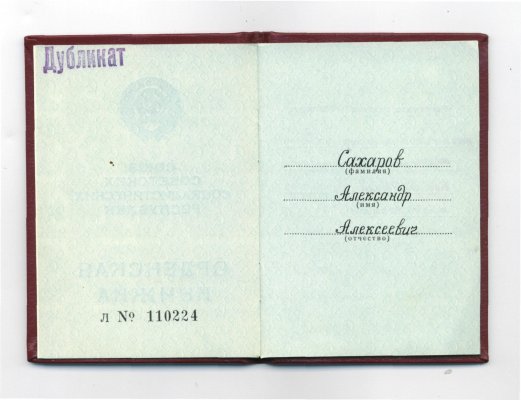 Дубликат
СОЮЗ
СОВЕТСКИХ
СОЦИАЛИСТИЧЕСКИХ
РЕСПУБЛИК
ОРДЕНСКАЯ
КНИЖКА
Л № 110224
Сахаров
(фамилия)
Александр
(имя)
Алексеевич
(отчество)